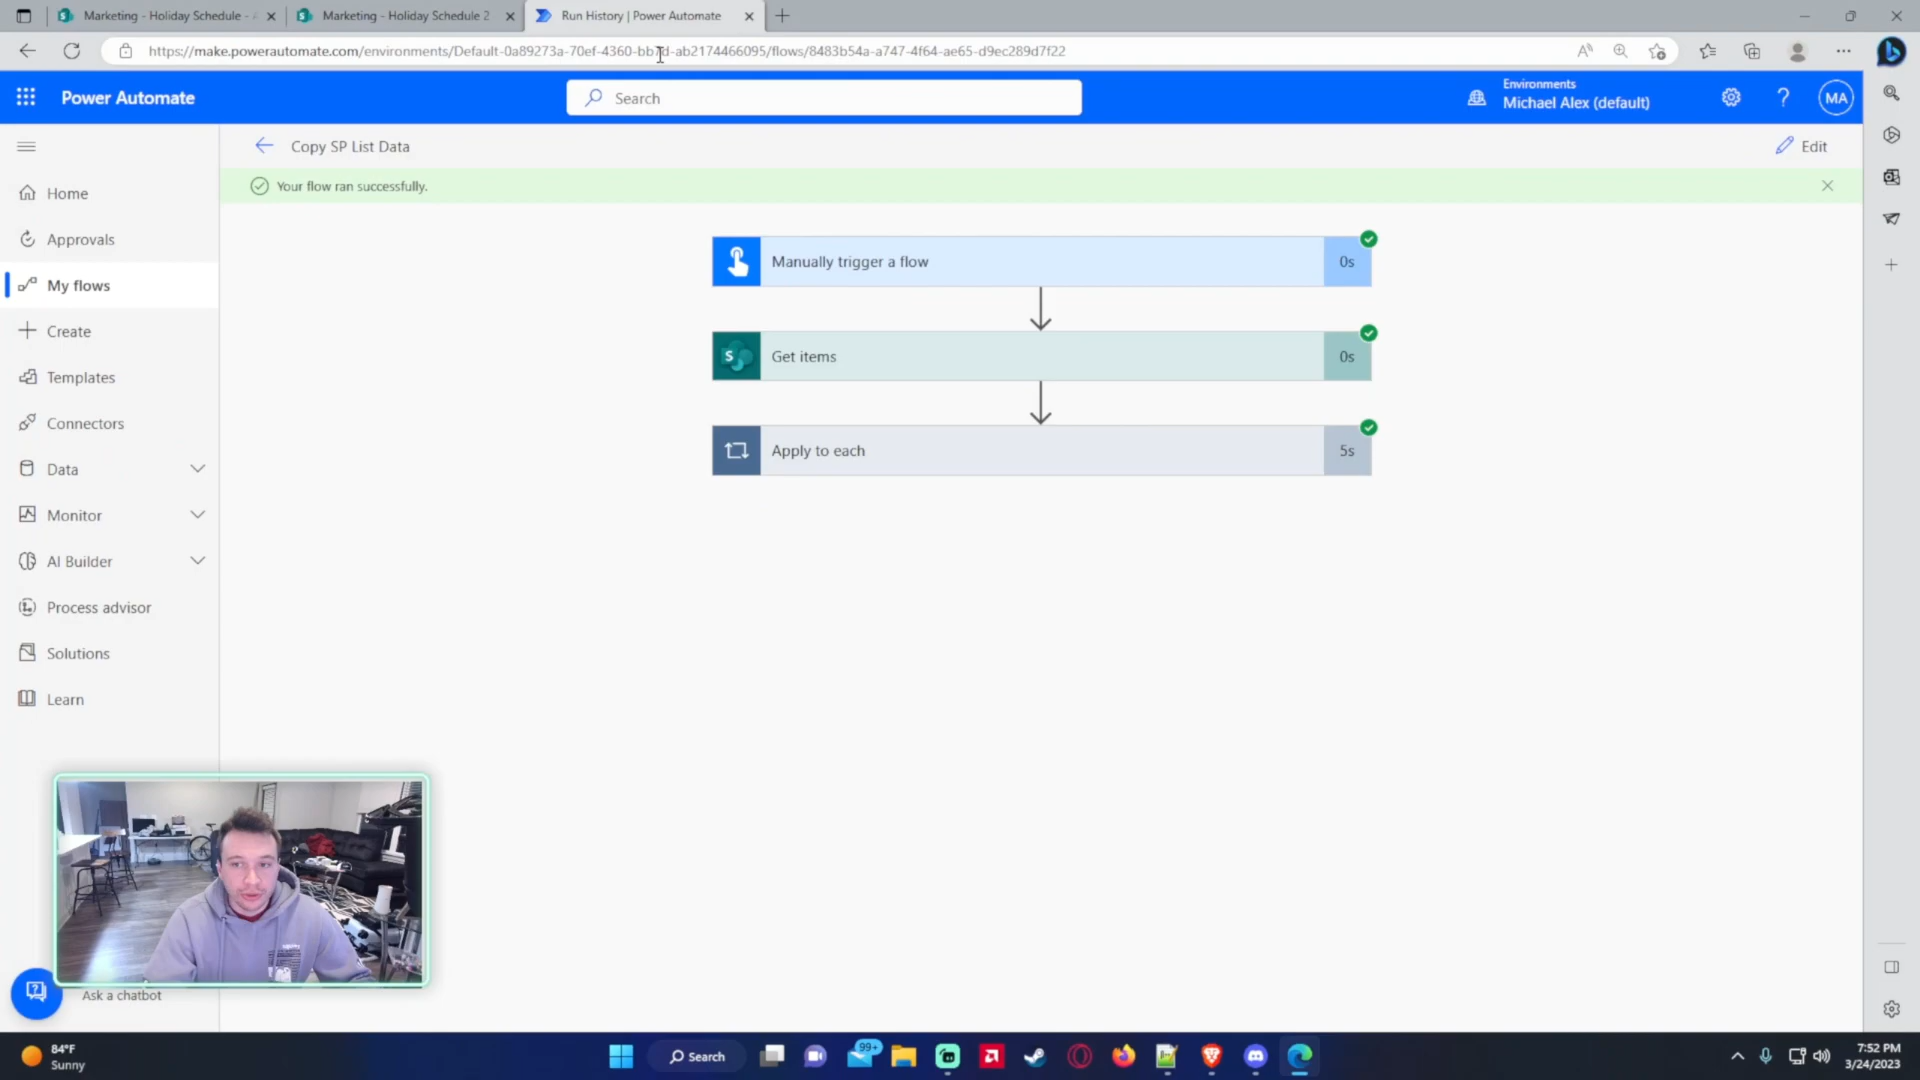 Marketing - Holiday Schedule -
Marketing - Holiday Schedule 2
Run History | Power Automate
https://make.powerautomate.com/environments/Default-0a89273a-70ef-4360-bb7d-ab2174466095/flows/8483b54a-a747-4f64-ae65-d9ec289d7f22
Power Automate
Search
Environments
Michael Alex (default)
MA
Copy SP List Data
Edit
Your flow ran successfully.
Home
Approvals
My flows
Create
Templates
Connectors
Data
Monitor
AI Builder
Process advisor
Solutions
Learn
Manually trigger a flow
0s
Get items
0s
Apply to each
5s
Ask a chatbot
84°F
Sunny
Search
99+
7:52 PM
3/24/2023